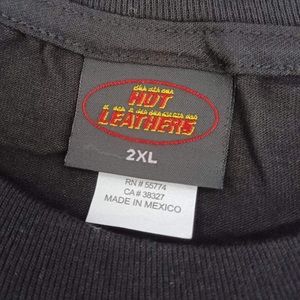 HOT
LEATHERS
2XL
RN # 55774
CA # 38327
MADE IN MEXICO